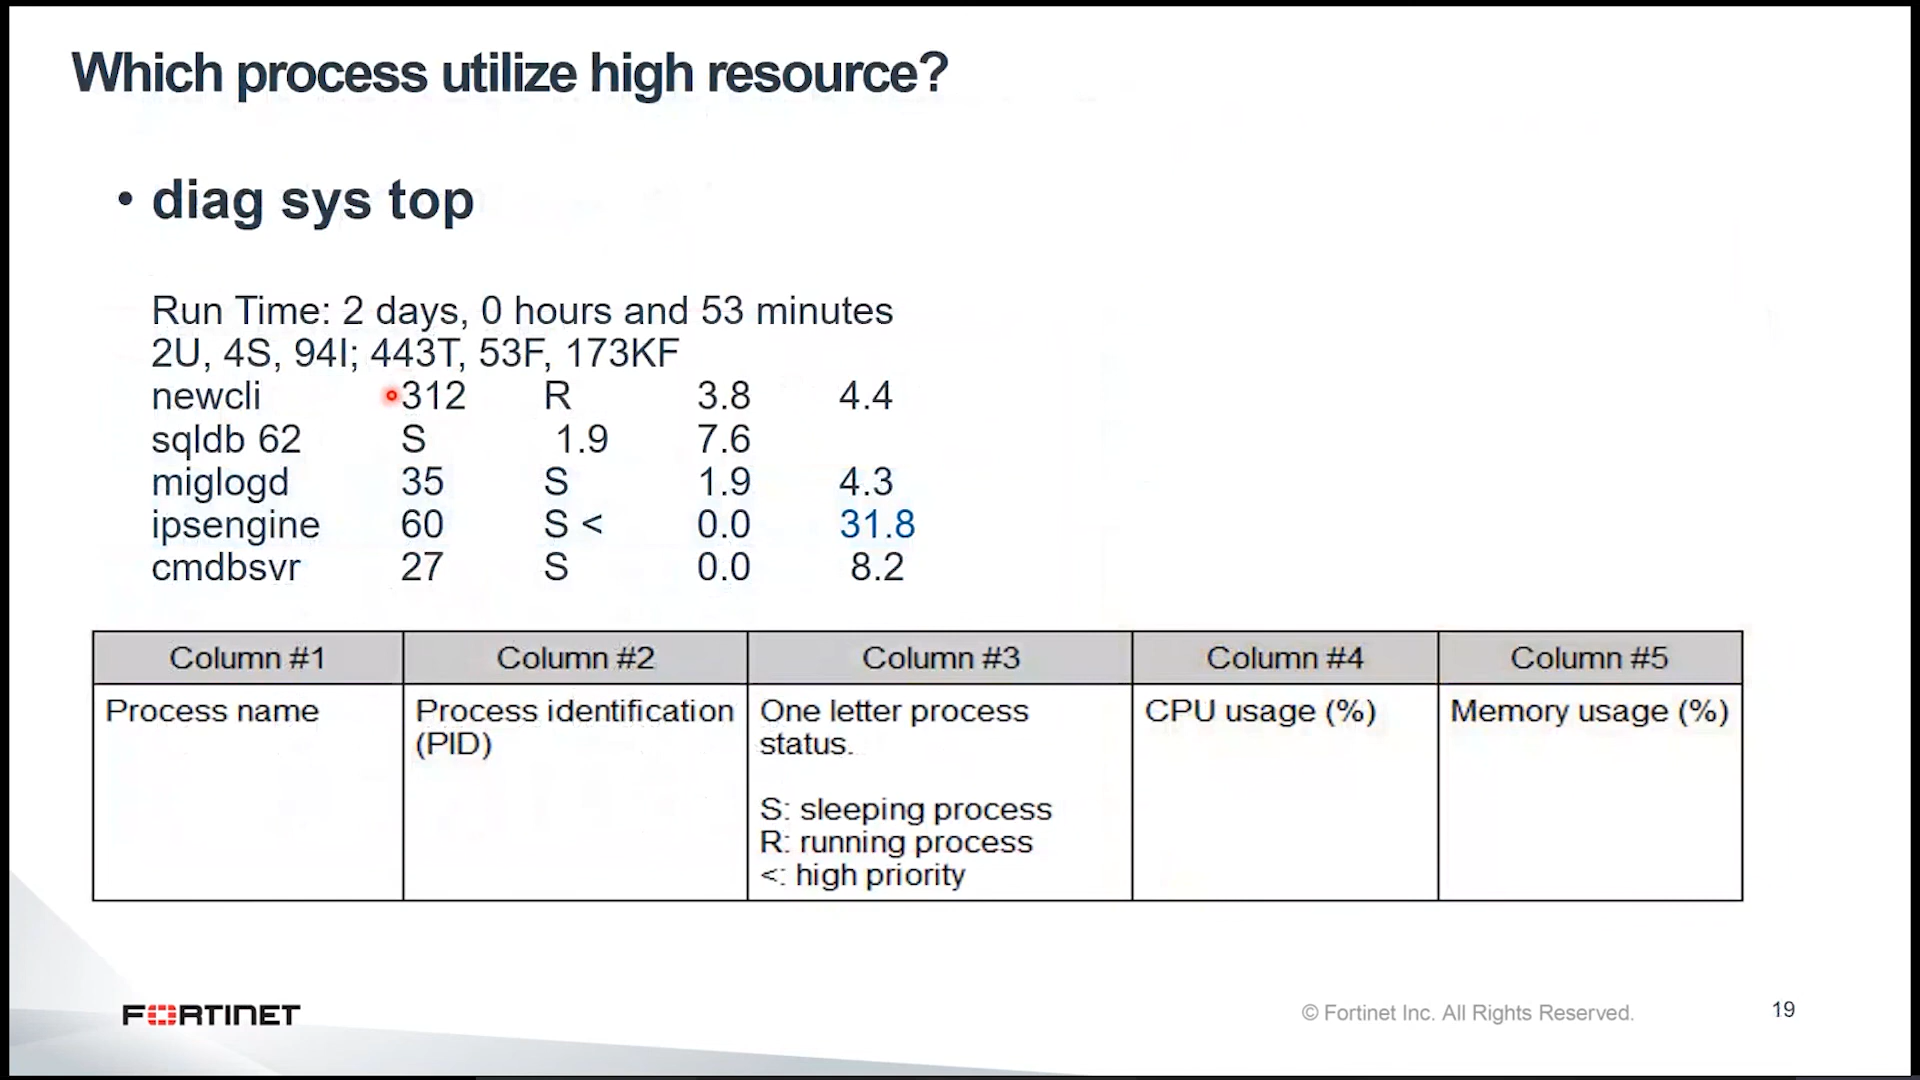 Which process utilize high resource?
• diag sys top
Run Time: 2 days, 0 hours and 53 minutes
2U, 4S, 94I; 443T, 53F, 173KF
newcli 312 R 3.8 4.4
sqldb 62 S 1.9 7.6
miglogd 35 S 1.9 4.3
ipsengine 60 S < 0.0 31.8
cmdbsvr 27 S 0.0 8.2
Column #1 Column #2 Column #3 Column #4 Column #5
Process name
Process identification
(PID)
One letter process
status.
S: sleeping process
R: running process
<: high priority
CPU usage (%)
Memory usage (%)
FORTINET
© Fortinet Inc. All Rights Reserved.
19